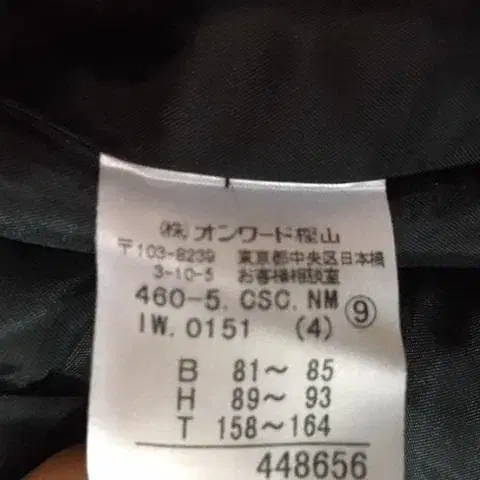 ㈱ オンワード樫山
〒103-8239 東京都中央区日本橋
3-10-5 お客様相談室
460-5. CSC. NM ⑨
IW. 0151 (4)
B 81〜 85
H 89〜 93
T 158〜164
448656